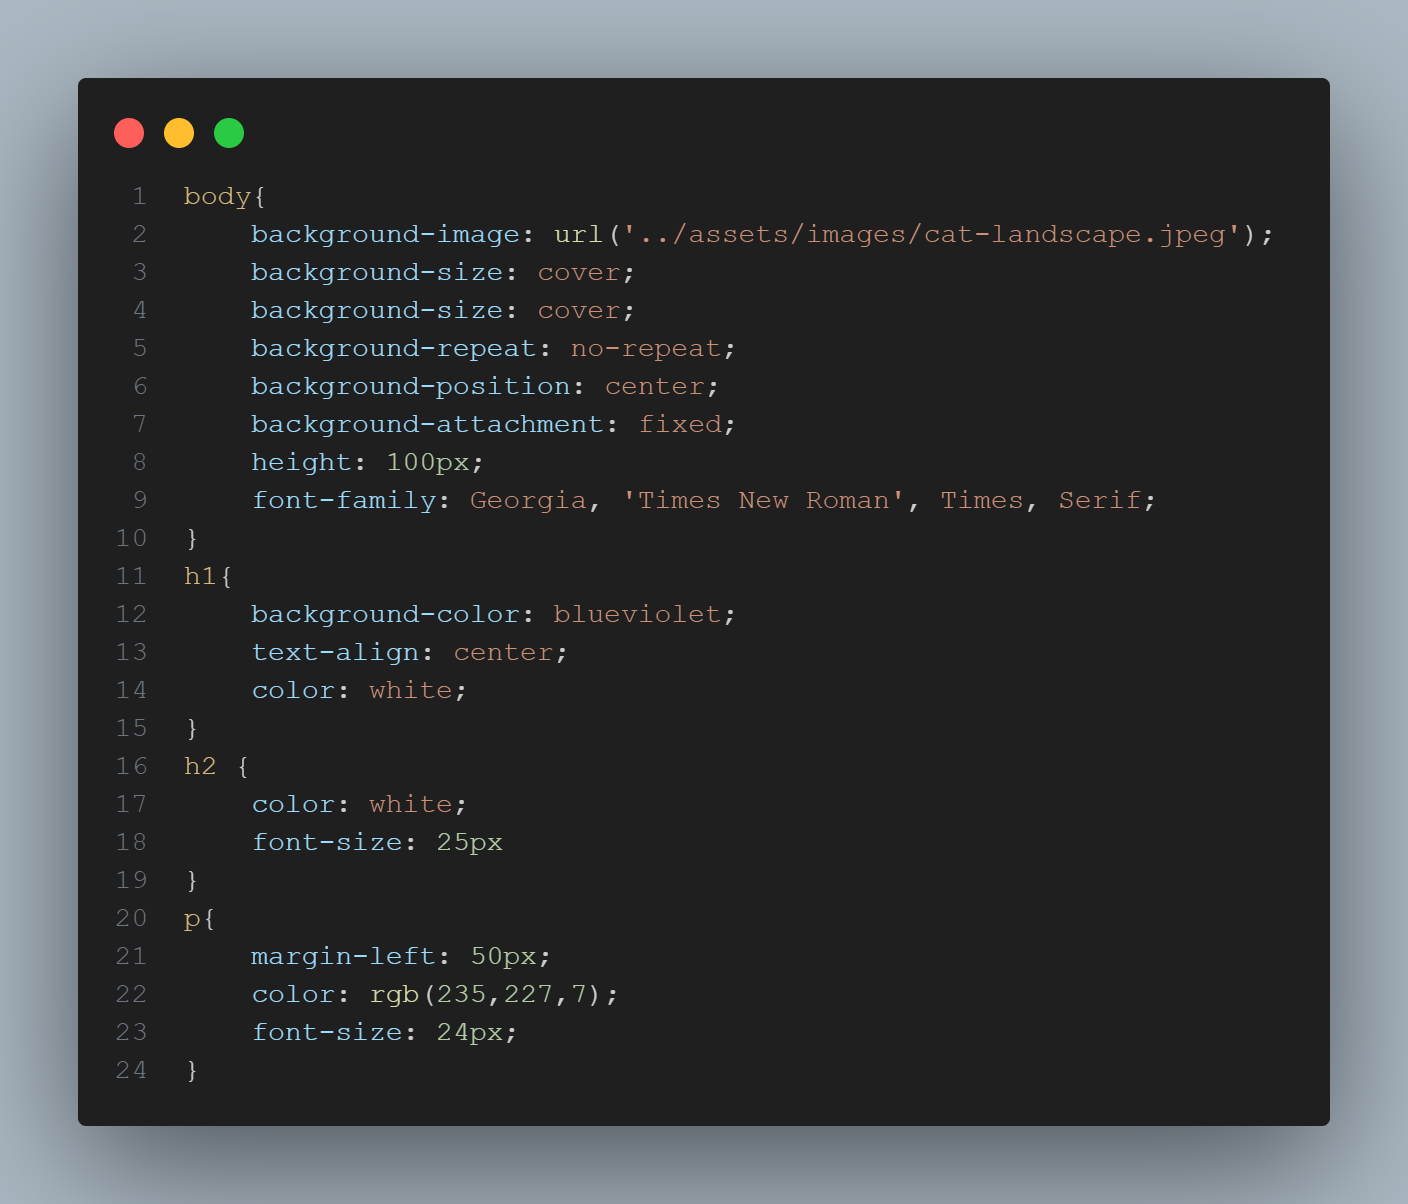 1 body{
2     background-image: url('../assets/images/cat-landscape.jpeg');
3     background-size: cover;
4     background-size: cover;
5     background-repeat: no-repeat;
6     background-position: center;
7     background-attachment: fixed;
8     height: 100px;
9     font-family: Georgia, 'Times New Roman', Times, Serif;
10 }
11 h1{
12     background-color: blueviolet;
13     text-align: center;
14     color: white;
15 }
16 h2 {
17     color: white;
18     font-size: 25px
19 }
20 p{
21     margin-left: 50px;
22     color: rgb(235,227,7);
23     font-size: 24px;
24 }